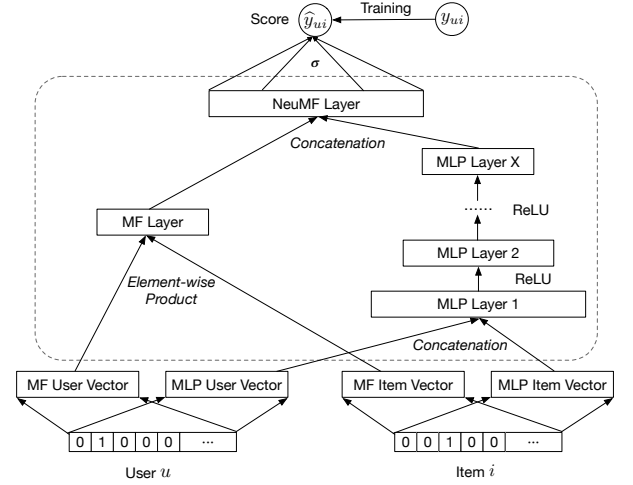 Score ŷui Training yui
σ
NeuMF Layer
Concatenation
MLP Layer X
...... ReLU
MF Layer
MLP Layer 2
Element-wise
Product
ReLU
MLP Layer 1
Concatenation
MF User Vector MLP User Vector MF Item Vector MLP Item Vector
0 1 0 0 0 ... 0 0 1 0 0 ...
User u Item i